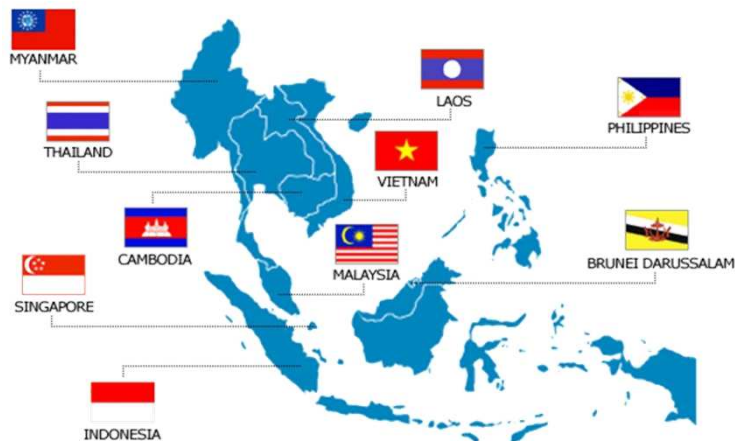 MYANMAR
LAOS
PHILIPPINES
THAILAND
VIETNAM
CAMBODIA
BRUNEI DARUSSALAM
MALAYSIA
SINGAPORE
INDONESIA